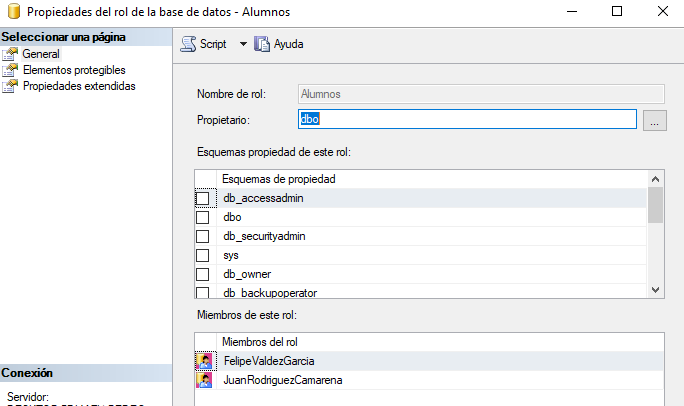 Propiedades del rol de la base de datos - Alumnos
Seleccionar una página
General
Elementos protegibles
Propiedades extendidas
Script
Ayuda
Nombre de rol: Alumnos
Propietario: dbo
...
Esquemas propiedad de este rol:
Esquemas de propiedad
db_accessadmin
dbo
db_securityadmin
sys
db_owner
db_backupoperator
Miembros de este rol:
Miembros del rol
FelipeValdezGarcia
JuanRodriguezCamarena
Conexión
Servidor: